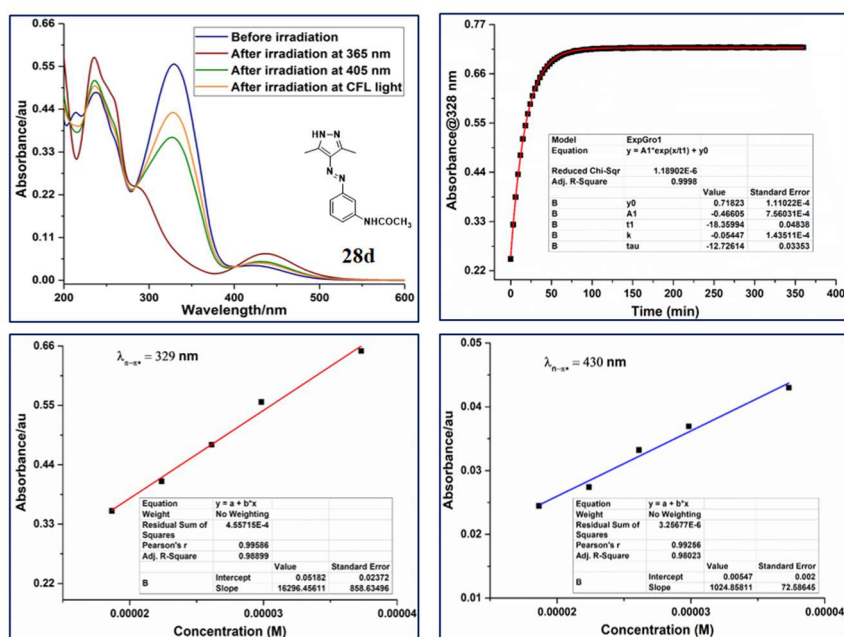 0.66
0.55
0.44
0.33
0.22
0.11
0.00
Absorbance/au
Before irradiation
After irradiation at 365 nm
After irradiation at 405 nm
After irradiation at CFL light
HN-N
CH₃
CH₃
N
N
NHCOCH₃
28d
200 300 400 500 600
Wavelength/nm
0.77
0.66
0.55
0.44
0.33
0.22
Absorbance@328 nm
Model ExpGro1
Equation y = A1*exp(x/t1) + y0
Reduced Chi-Sqr 1.18902E-6
Adj. R-Square 0.9998
Value Standard Error
B y0 0.71823 1.11022E-4
B A1 -0.46605 7.56031E-4
B t1 -18.35994 0.04838
B k -0.05447 1.43511E-4
B tau -12.72614 0.03353
0 50 100 150 200 250 300 350 400
Time (min)
0.66
0.55
0.44
0.33
0.22
Absorbance/au
λπ-π* = 329 nm
Equation y = a + b*x
Weight No Weighting
Residual Sum of Squares 4.55715E-4
Pearson's r 0.99586
Adj. R-Square 0.98899
Value Standard Error
B Intercept 0.05182 0.02372
Slope 16296.45611 858.63496
0.00002 0.00003 0.00004
Concentration (M)
0.05
0.04
0.03
0.02
0.01
Absorbance/au
λn-π* = 430 nm
Equation y = a + b*x
Weight No Weighting
Residual Sum of Squares 3.25677E-6
Pearson's r 0.99256
Adj. R-Square 0.98023
Value Standard Error
B Intercept 0.00547 0.002
Slope 1024.85811 72.58645
0.00002 0.00003 0.00004
Concentration (M)